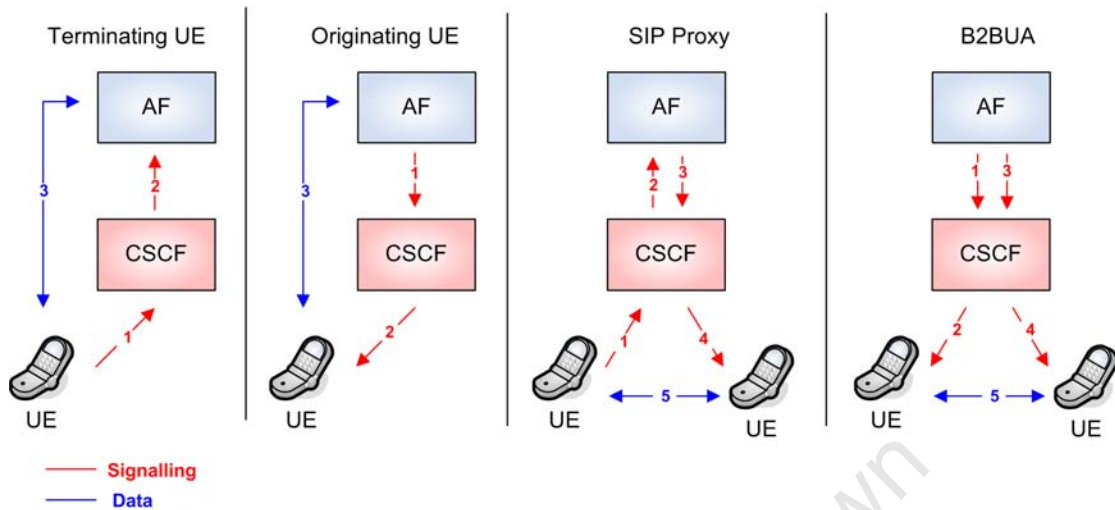 Terminating UE
AF
2
3
CSCF
1
UE
Originating UE
AF
1
3
CSCF
2
UE
SIP Proxy
AF
2 3
CSCF
1 4
5
UE UE
B2BUA
AF
1 3
CSCF
2 4
5
UE UE
Signalling
Data
wn